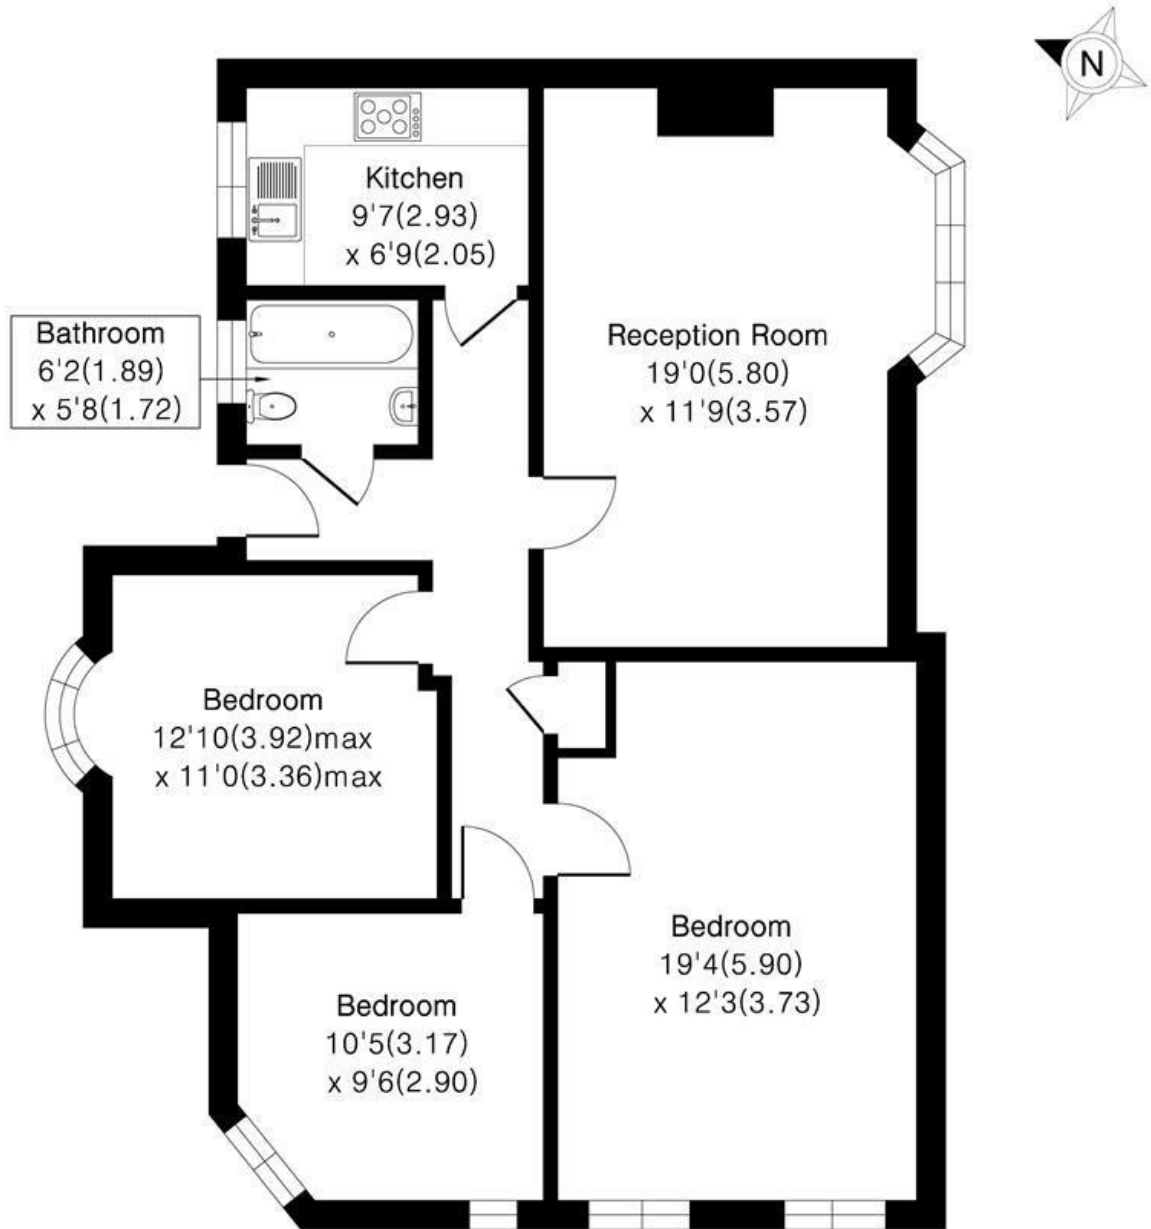 N
Kitchen
9'7(2.93)
x 6'9(2.05)
Bathroom
6'2(1.89)
x 5'8(1.72)
Reception Room
19'0(5.80)
x 11'9(3.57)
Bedroom
12'10(3.92)max
x 11'0(3.36)max
Bedroom
19'4(5.90)
x 12'3(3.73)
Bedroom
10'5(3.17)
x 9'6(2.90)